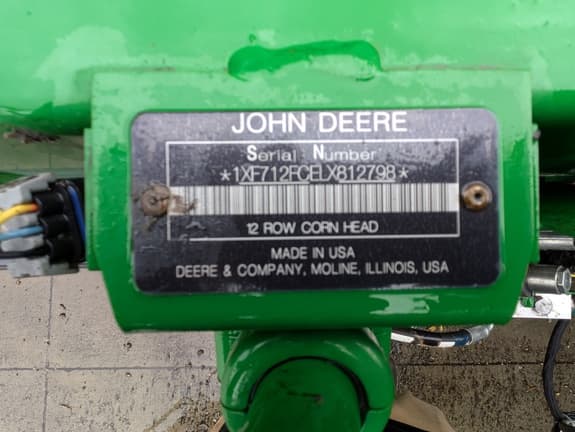 JOHN DEERE
Serial Number
*1XF712FCELX812798*
12 ROW CORN HEAD
MADE IN USA
DEERE & COMPANY, MOLINE, ILLINOIS, USA